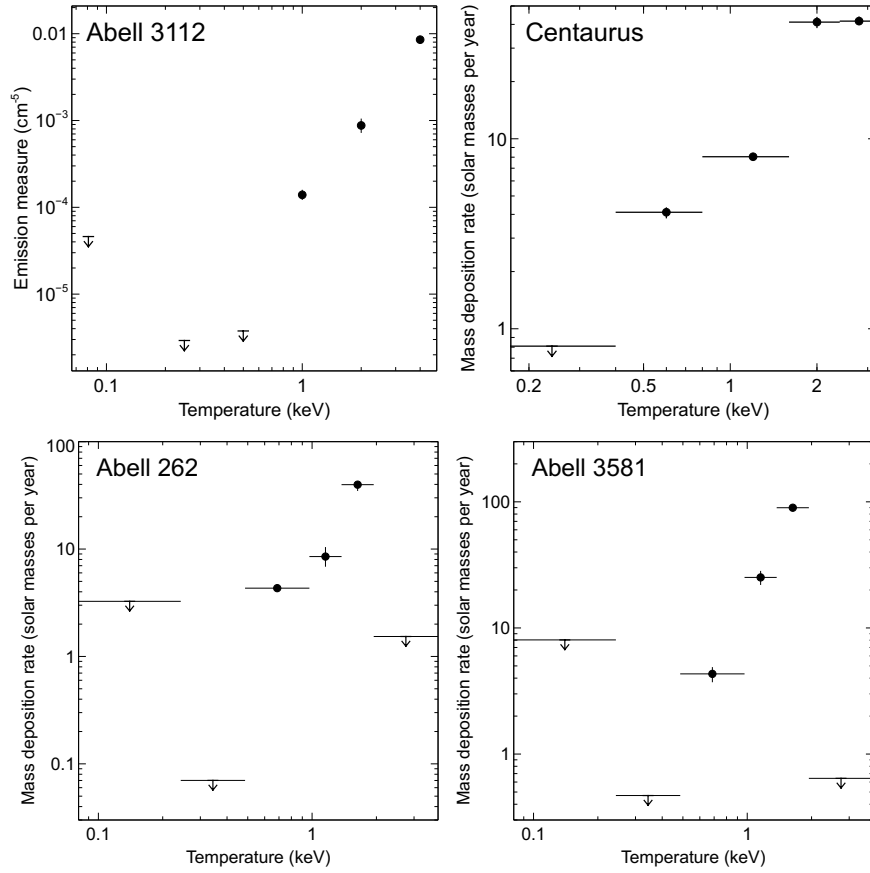 Abell 3112
0.01
10⁻³
10⁻⁴
10⁻⁵
Emission measure (cm⁻⁵)
0.1
1
Temperature (keV)
Centaurus
10
1
Mass deposition rate (solar masses per year)
0.2
0.5
1
2
Temperature (keV)
Abell 262
100
10
1
0.1
Mass deposition rate (solar masses per year)
0.1
1
Temperature (keV)
Abell 3581
100
10
1
Mass deposition rate (solar masses per year)
0.1
1
Temperature (keV)